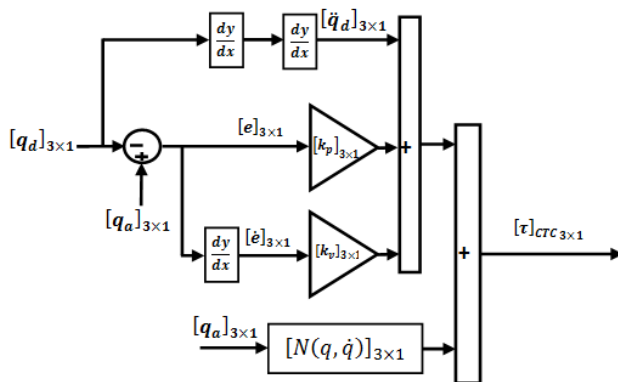 dy/dx
dy/dx
[q̈_d]_{3×1}
[q_d]_{3×1}
−
+
[q_a]_{3×1}
[e]_{3×1}
[k_p]_{3×1}
+
dy/dx
[ė]_{3×1}
[k_v]_{3×1}
+
[τ]_{CTC 3×1}
[q_a]_{3×1}
[N(q, q̇)]_{3×1}